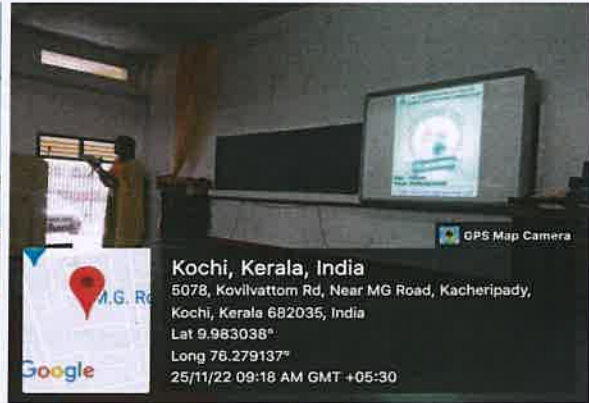 GPS Map Camera
Kochi, Kerala, India
5078, Kovilvattom Rd, Near MG Road, Kacheripady,
Kochi, Kerala 682035, India
Lat 9.983038°
Long 76.279137°
25/11/22 09:18 AM GMT +05:30
M.G. Ro
Google